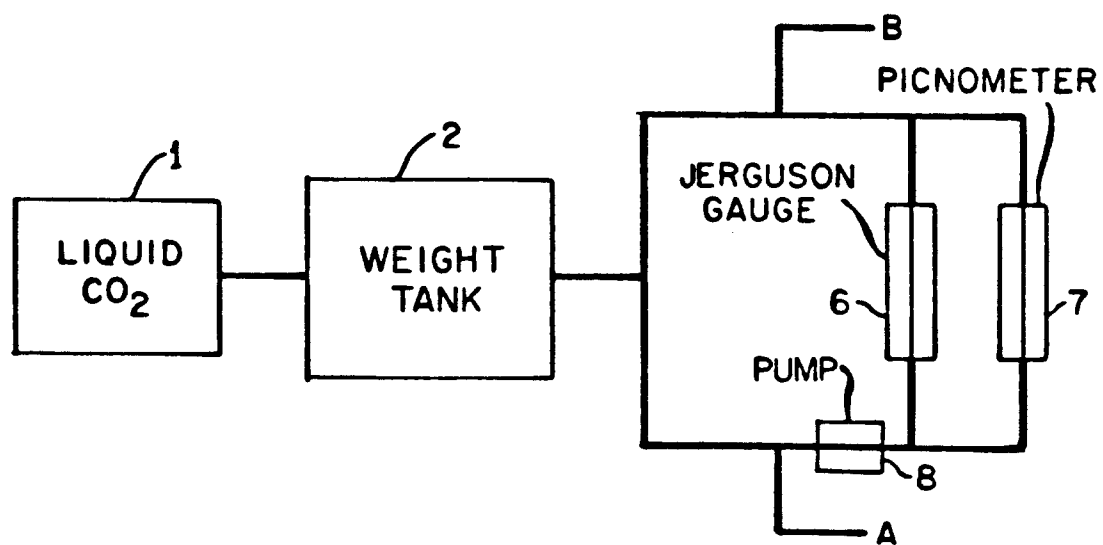 B
PICNOMETER
1
2
JERGUSON
GAUGE
LIQUID
CO₂
WEIGHT
TANK
6
7
PUMP
8
A